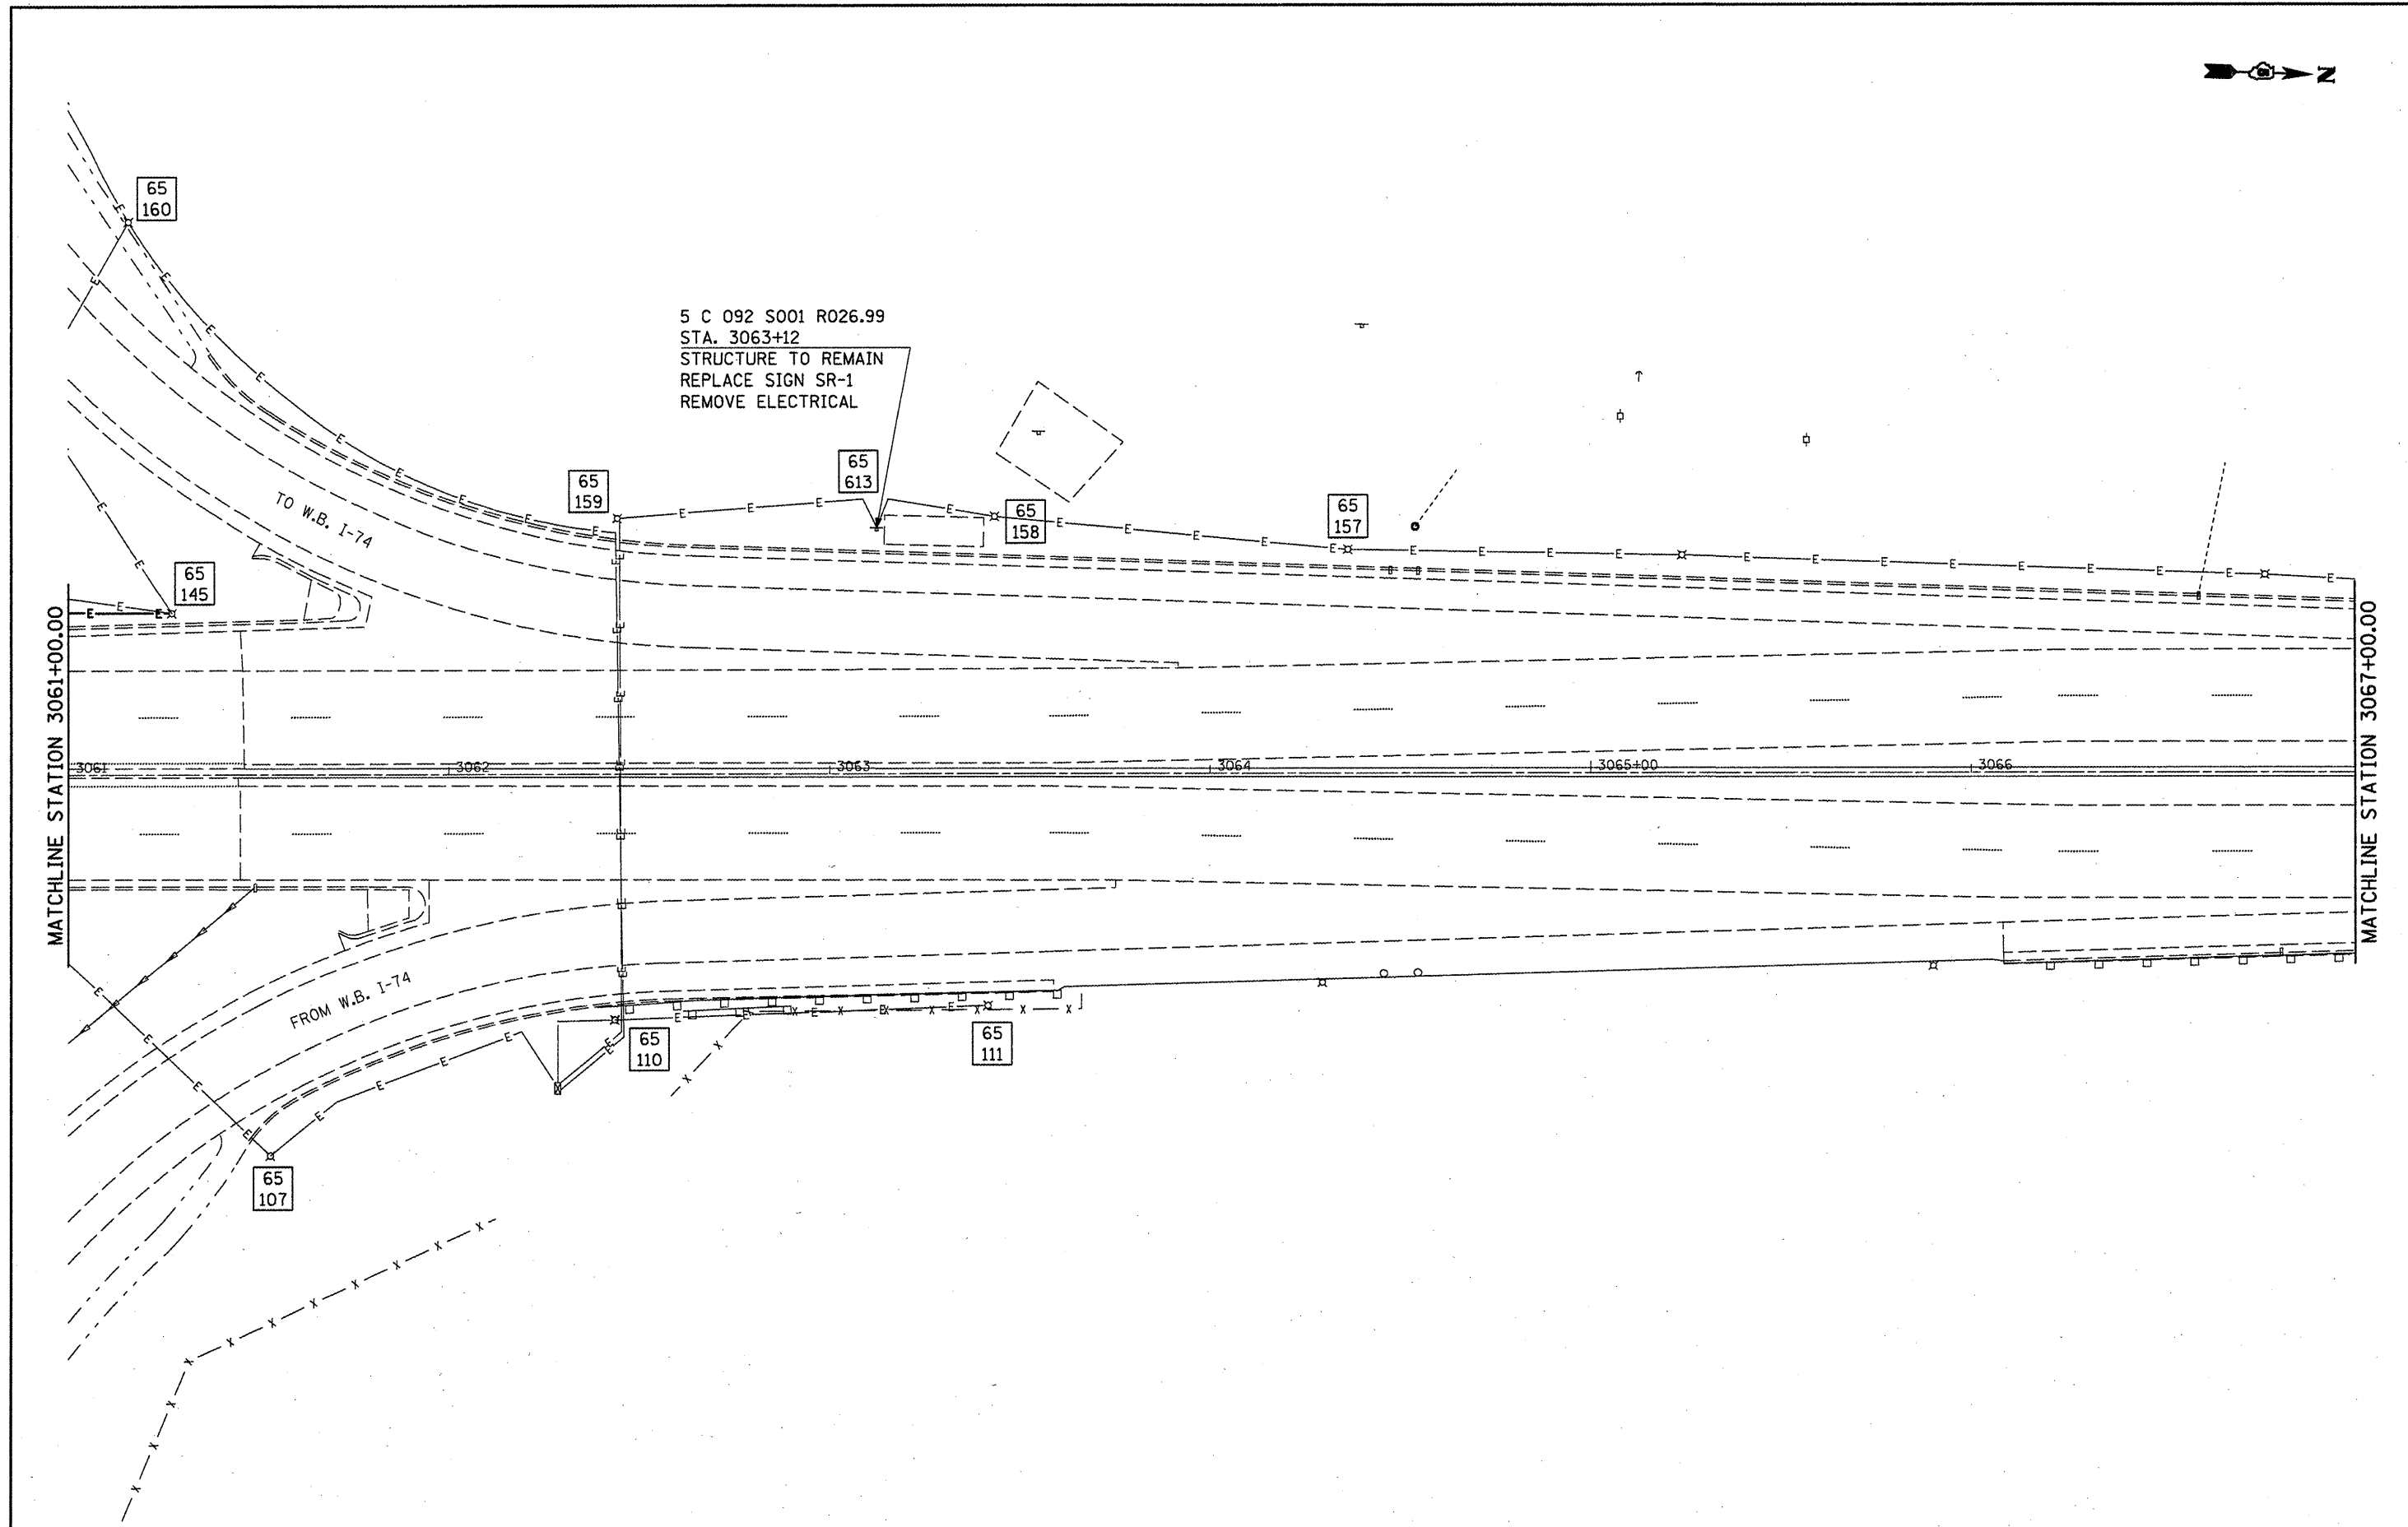 N
65
160
5 C 092 S001 R026.99
STA. 3063+12
STRUCTURE TO REMAIN
REPLACE SIGN SR-1
REMOVE ELECTRICAL
65
159
65
613
65
158
65
157
TO W.B. I-74
65
145
MATCHLINE STATION 3061+00.00
MATCHLINE STATION 3067+00.00
3061
3062
3063
3064
3065+00
3066
FROM W.B. I-74
65
110
65
111
65
107